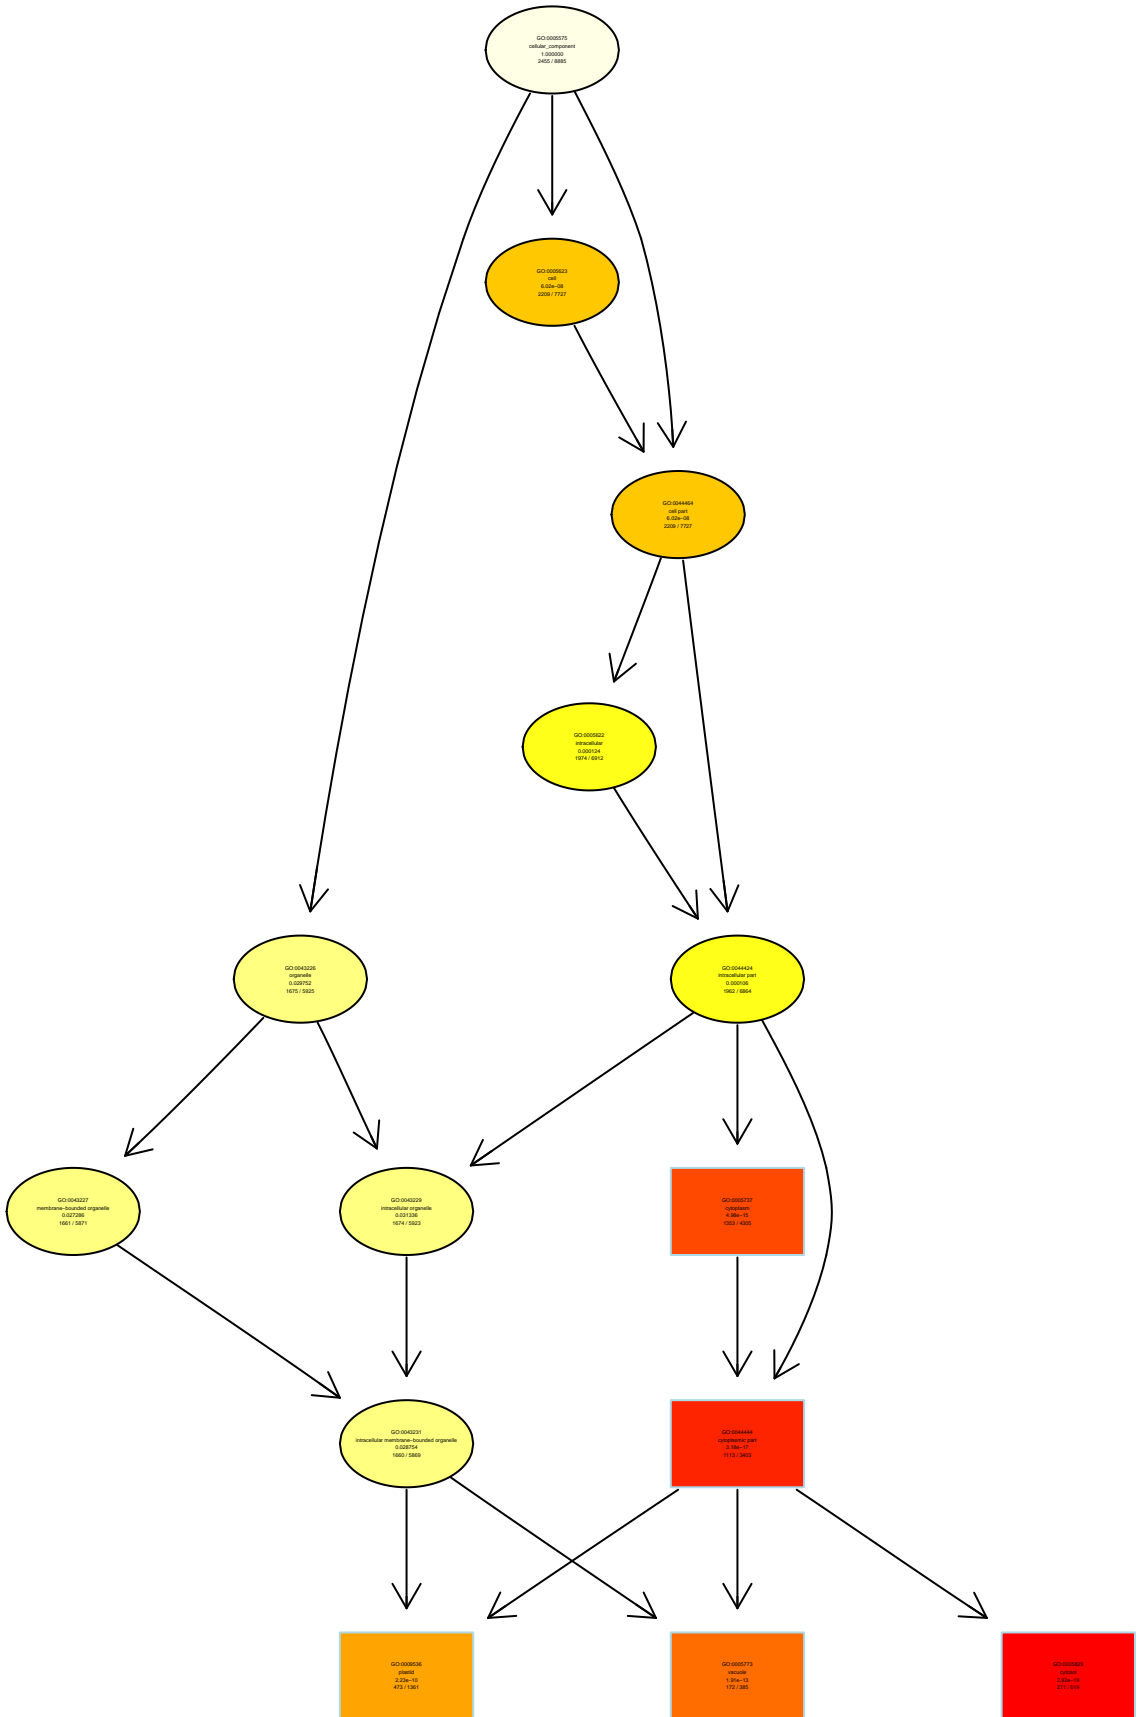 GO:0005575
cellular_component
1.000000
2455 / 8885
GO:0005623
cell
6.02e−08
2209 / 7727
GO:0044464
cell part
6.02e−08
2209 / 7727
GO:0005622
intracellular
0.000124
1974 / 6912
GO:0043226
organelle
0.029752
1675 / 5925
GO:0044424
intracellular part
0.000106
1962 / 6864
GO:0043227
membrane−bounded organelle
0.027286
1661 / 5871
GO:0043229
intracellular organelle
0.031336
1674 / 5923
GO:0005737
cytoplasm
4.98e−15
1353 / 4305
GO:0043231
intracellular membrane−bounded organelle
0.028754
1660 / 5869
GO:0044444
cytoplasmic part
3.18e−17
1113 / 3403
GO:0009536
plastid
2.23e−10
473 / 1361
GO:0005773
vacuole
1.91e−13
172 / 385
cytosol